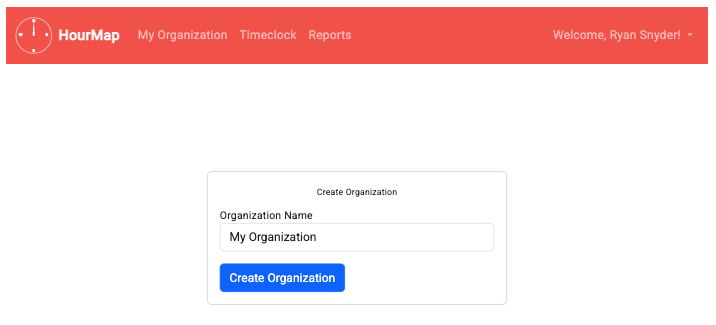 HourMap My Organization Timeclock Reports Welcome, Ryan Snyder!
Create Organization
Organization Name
My Organization
Create Organization